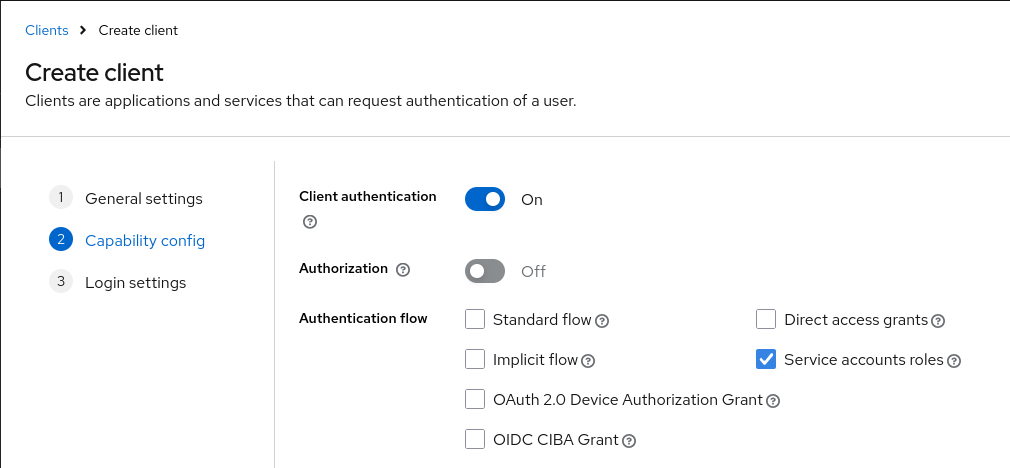 Clients > Create client
Create client
Clients are applications and services that can request authentication of a user.
1 General settings
2 Capability config
3 Login settings
Client authentication ? On
Authorization ? Off
Authentication flow
Standard flow ? Direct access grants ?
Implicit flow ? Service accounts roles ?
OAuth 2.0 Device Authorization Grant ?
OIDC CIBA Grant ?